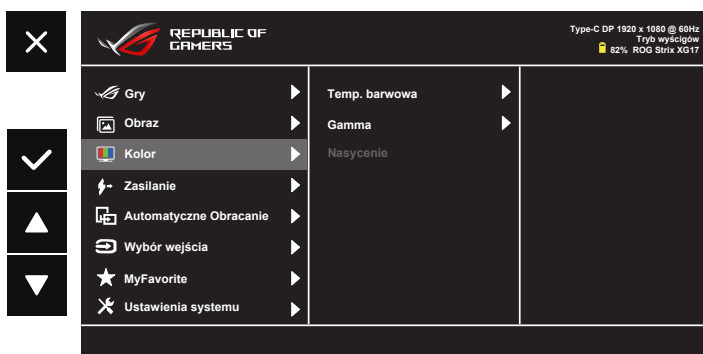 REPUBLIC OF
GAMERS
Type-C DP 1920 x 1080 @ 60Hz
Tryb wyścigów
82% ROG Strix XG17
Gry
Obraz
Kolor
Zasilanie
Automatyczne Obracanie
Wybór wejścia
MyFavorite
Ustawienia systemu
Temp. barwowa
Gamma
Nasycenie